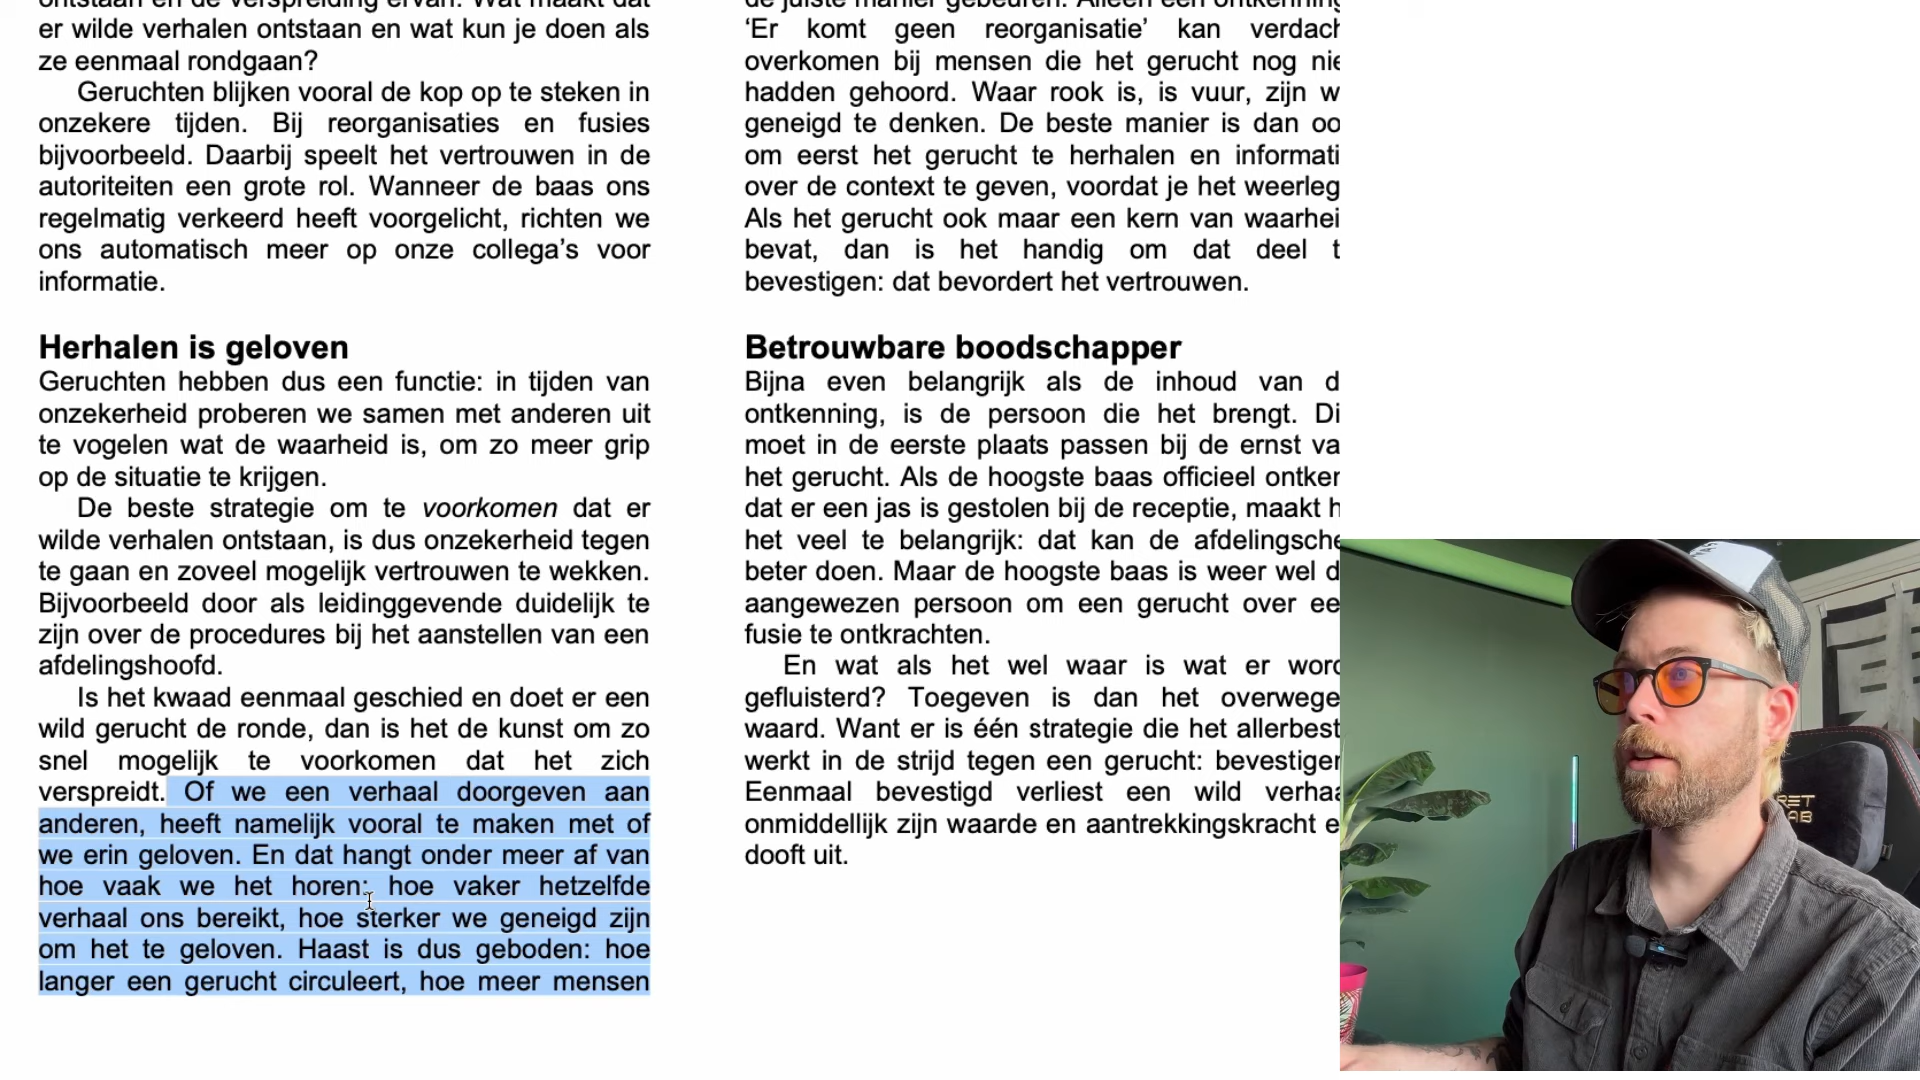 er wilde verhalen ontstaan en wat kun je doen als
ze eenmaal rondgaan?
Geruchten blijken vooral de kop op te steken in
onzekere tijden. Bij reorganisaties en fusies
bijvoorbeeld. Daarbij speelt het vertrouwen in de
autoriteiten een grote rol. Wanneer de baas ons
regelmatig verkeerd heeft voorgelicht, richten we
ons automatisch meer op onze collega’s voor
informatie.
Herhalen is geloven
Geruchten hebben dus een functie: in tijden van
onzekerheid proberen we samen met anderen uit
te vogelen wat de waarheid is, om zo meer grip
op de situatie te krijgen.
De beste strategie om te voorkomen dat er
wilde verhalen ontstaan, is dus onzekerheid tegen
te gaan en zoveel mogelijk vertrouwen te wekken.
Bijvoorbeeld door als leidinggevende duidelijk te
zijn over de procedures bij het aanstellen van een
afdelingshoofd.
Is het kwaad eenmaal geschied en doet er een
wild gerucht de ronde, dan is het de kunst om zo
snel mogelijk te voorkomen dat het zich
verspreidt. Of we een verhaal doorgeven aan
anderen, heeft namelijk vooral te maken met of
we erin geloven. En dat hangt onder meer af van
hoe vaak we het horen: hoe vaker hetzelfde
verhaal ons bereikt, hoe sterker we geneigd zijn
om het te geloven. Haast is dus geboden: hoe
langer een gerucht circuleert, hoe meer mensen
‘Er komt geen reorganisatie’ kan verdach
overkomen bij mensen die het gerucht nog nie
hadden gehoord. Waar rook is, is vuur, zijn w
geneigd te denken. De beste manier is dan oo
om eerst het gerucht te herhalen en informati
over de context te geven, voordat je het weerleg
Als het gerucht ook maar een kern van waarhei
bevat, dan is het handig om dat deel t
bevestigen: dat bevordert het vertrouwen.
Betrouwbare boodschapper
Bijna even belangrijk als de inhoud van d
ontkenning, is de persoon die het brengt. Di
moet in de eerste plaats passen bij de ernst va
het gerucht. Als de hoogste baas officieel ontken
dat er een jas is gestolen bij de receptie, maakt h
het veel te belangrijk: dat kan de afdelingsche
beter doen. Maar de hoogste baas is weer wel d
aangewezen persoon om een gerucht over ee
fusie te ontkrachten.
En wat als het wel waar is wat er word
gefluisterd? Toegeven is dan het overwege
waard. Want er is één strategie die het allerbest
werkt in de strijd tegen een gerucht: bevestigen
Eenmaal bevestigd verliest een wild verhaa
onmiddellijk zijn waarde en aantrekkingskracht e
dooft uit.